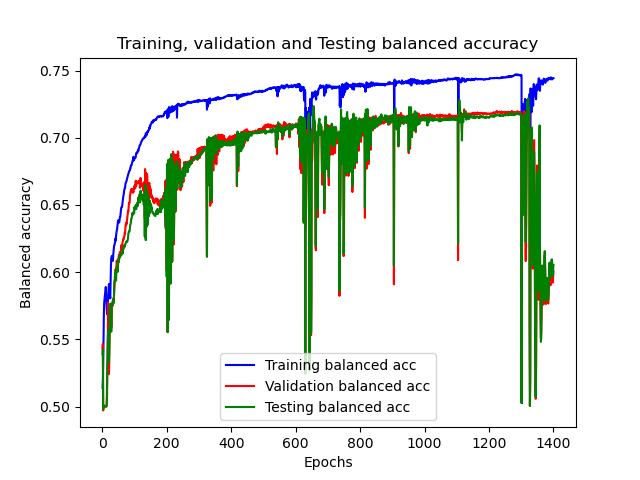 Training, validation and Testing balanced accuracy
0.75
0.70
0.65
0.60
0.55
0.50
Balanced accuracy
Training balanced acc
Validation balanced acc
Testing balanced acc
0 200 400 600 800 1000 1200 1400
Epochs